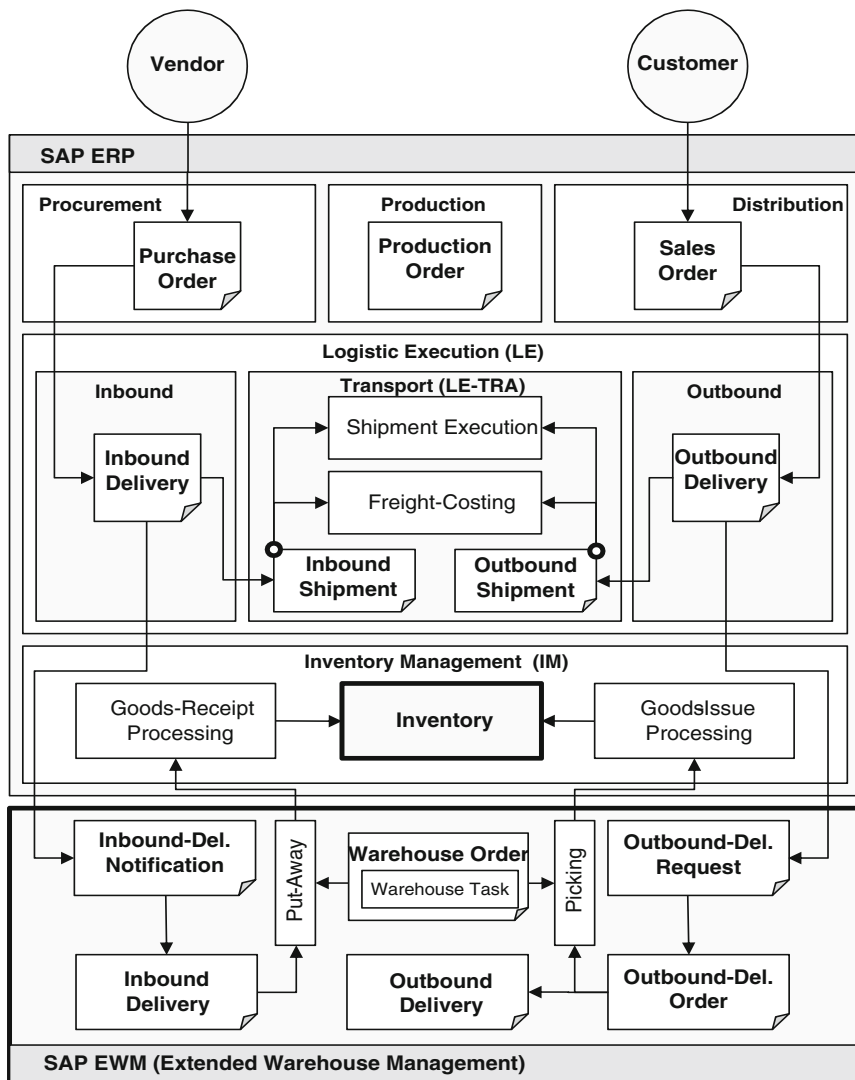 Vendor
Customer
SAP ERP
Procurement
Production
Distribution
Purchase
Order
Production
Order
Sales
Order
Logistic Execution (LE)
Inbound
Transport (LE-TRA)
Outbound
Shipment Execution
Inbound
Delivery
Outbound
Delivery
Freight-Costing
Inbound
Shipment
Outbound
Shipment
Inventory Management (IM)
Goods-Receipt
Processing
Inventory
Goods-Issue
Processing
Inbound-Del.
Notification
Put-Away
Warehouse Order
Warehouse Task
Picking
Outbound-Del.
Request
Inbound
Delivery
Outbound
Delivery
Outbound-Del.
Order
SAP EWM (Extended Warehouse Management)